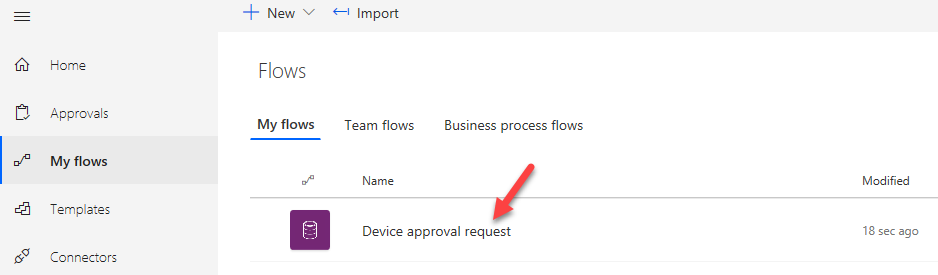 New Import
Home
Approvals
My flows
Templates
Connectors
Flows
My flows Team flows Business process flows
Name Modified
Device approval request 18 sec ago